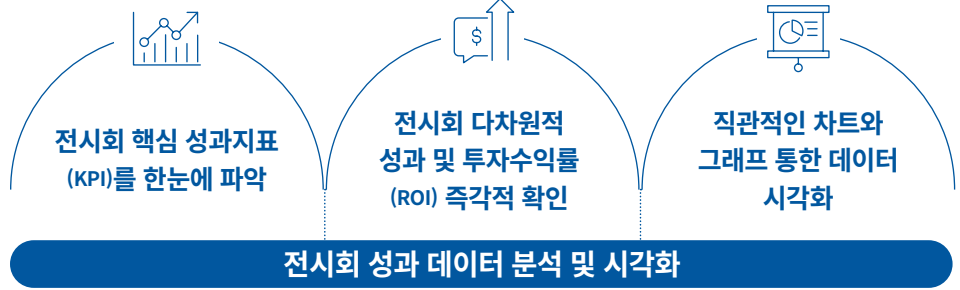 전시회 핵심 성과지표
(KPI)를 한눈에 파악
$
전시회 다차원적
성과 및 투자수익률
(ROI) 즉각적 확인
직관적인 차트와
그래프 통한 데이터
시각화
전시회 성과 데이터 분석 및 시각화